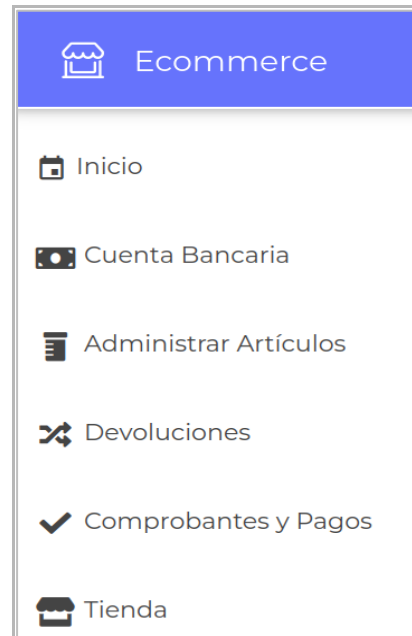 Ecommerce
Inicio
Cuenta Bancaria
Administrar Artículos
Devoluciones
Comprobantes y Pagos
Tienda